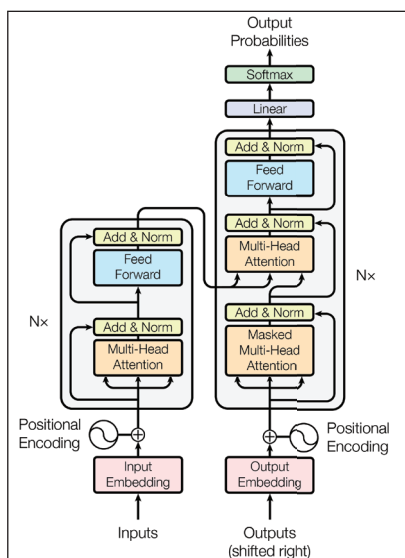 Output
Probabilities
Softmax
Linear
Add & Norm
Feed
Forward
Add & Norm
Multi-Head
Attention
Add & Norm
Masked
Multi-Head
Attention
Nx
Positional
Encoding
Output
Embedding
Outputs
(shifted right)
Add & Norm
Feed
Forward
Add & Norm
Multi-Head
Attention
Nx
Positional
Encoding
Input
Embedding
Inputs